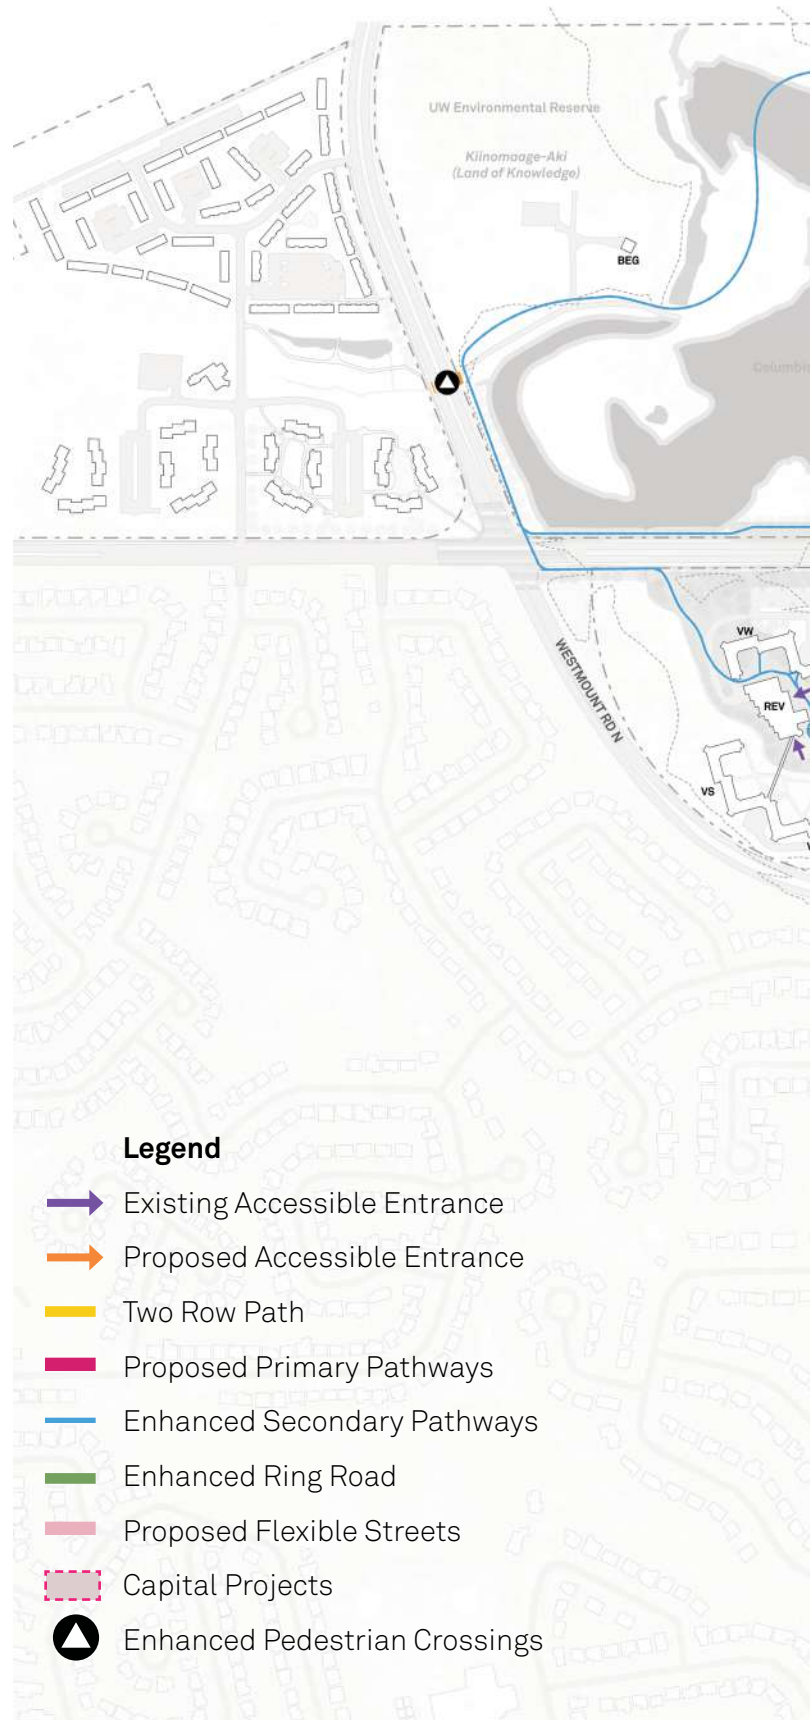 UW Environmental Reserve
Kiinomaage-Aki
(Land of Knowledge)
BEG
Columbia
WESTMOUNT RD N
VW
REV
VS
Legend
Existing Accessible Entrance
Proposed Accessible Entrance
Two Row Path
Proposed Primary Pathways
Enhanced Secondary Pathways
Enhanced Ring Road
Proposed Flexible Streets
Capital Projects
Enhanced Pedestrian Crossings